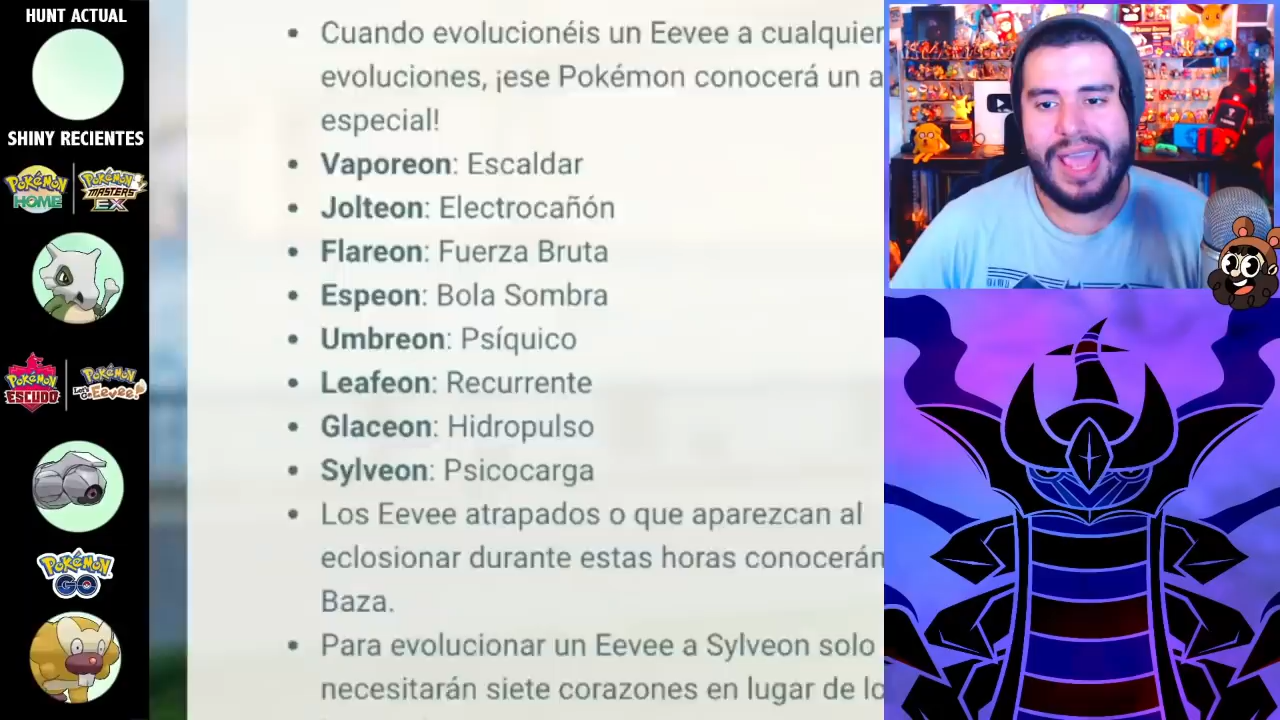 HUNT ACTUAL
SHINY RECIENTES
POKÉMON HOME
POKÉMON MASTERS EX
POKÉMON ESCUDO
POKÉMON Let's Go Eevee!
POKÉMON GO
Cuando evolucionéis un Eevee a cualquier
evoluciones, ¡ese Pokémon conocerá un a
especial!
Vaporeon: Escaldar
Jolteon: Electrocañón
Flareon: Fuerza Bruta
Espeon: Bola Sombra
Umbreon: Psíquico
Leafeon: Recurrente
Glaceon: Hidropulso
Sylveon: Psicocarga
Los Eevee atrapados o que aparezcan al
eclosionar durante estas horas conocerán
Baza.
Para evolucionar un Eevee a Sylveon solo
necesitarán siete corazones en lugar de lo